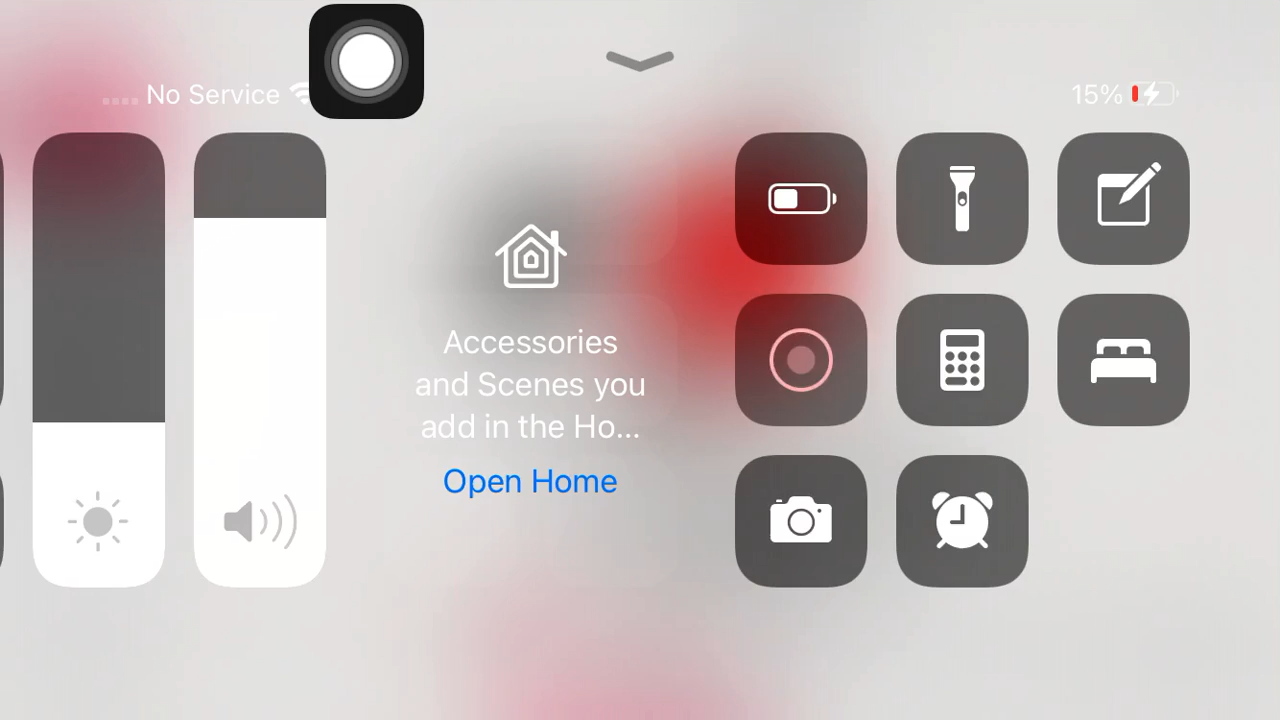 No Service
15%
Accessories
and Scenes you
add in the Ho...
Open Home